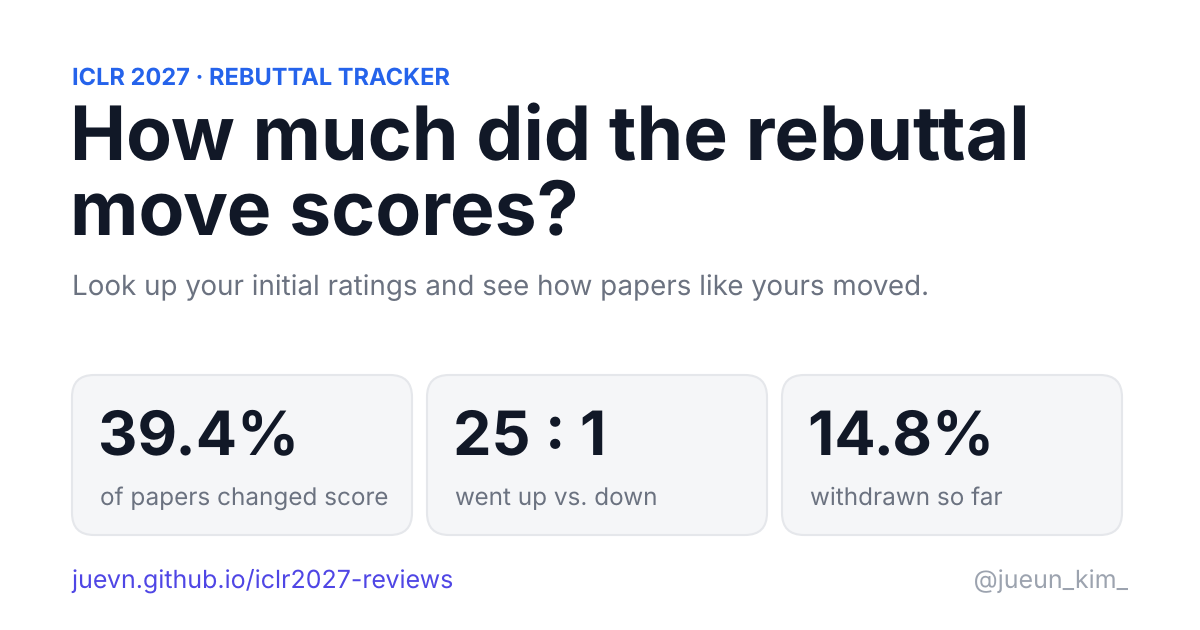 ICLR 2027 · REBUTTAL TRACKER
How much did the rebuttal
move scores?
Look up your initial ratings and see how papers like yours moved.
39.4%
of papers changed score
25 : 1
went up vs. down
14.8%
withdrawn so far
juevn.github.io/iclr2027-reviews
@jueun_kim_